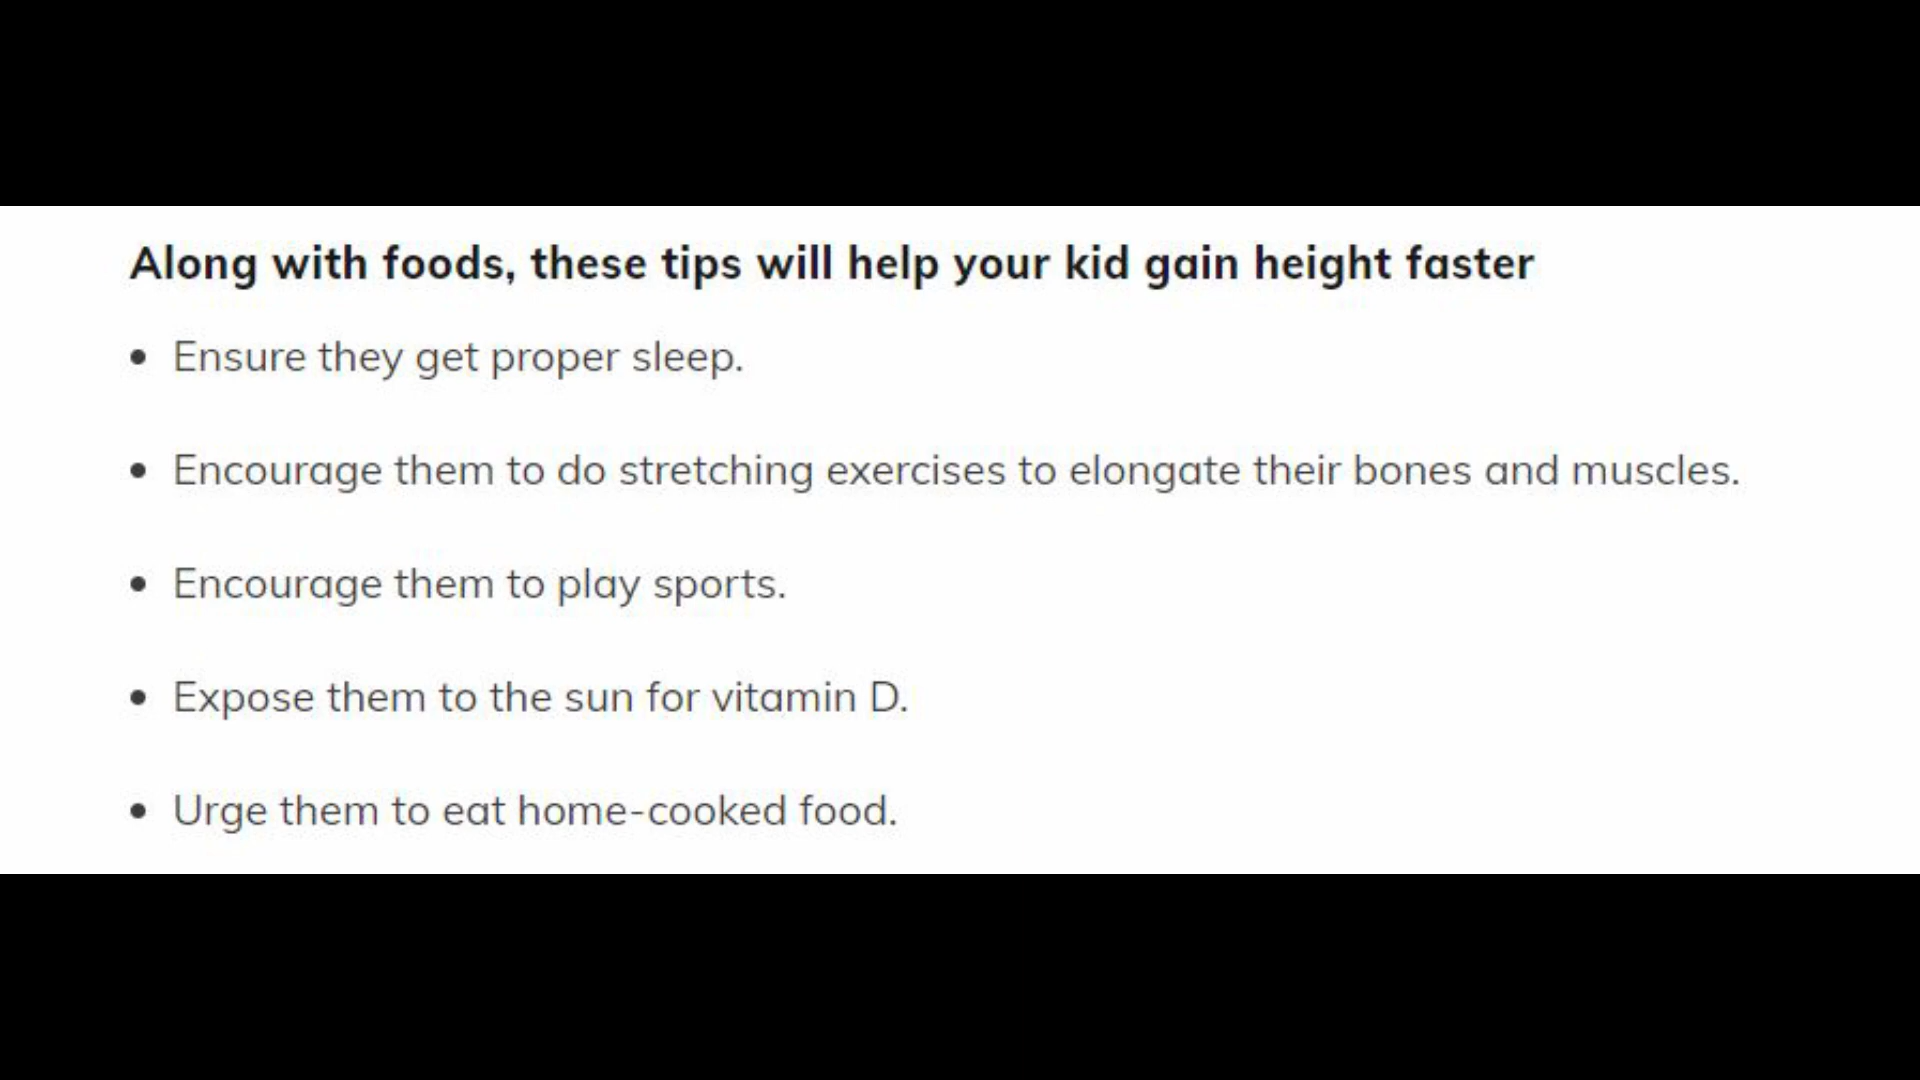 Along with foods, these tips will help your kid gain height faster
• Ensure they get proper sleep.
• Encourage them to do stretching exercises to elongate their bones and muscles.
• Encourage them to play sports.
• Expose them to the sun for vitamin D.
• Urge them to eat home-cooked food.